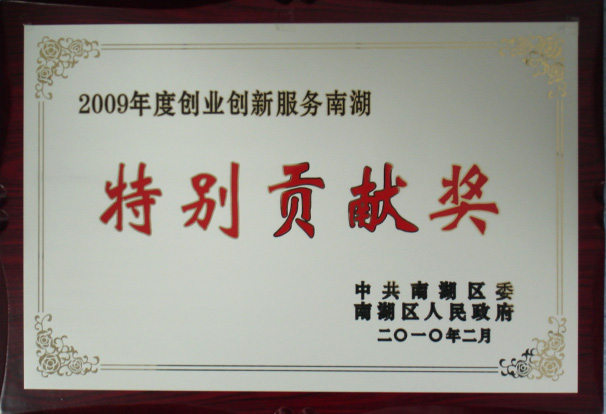 2009年度创业创新服务南湖
特别贡献奖
中共南湖区委
南湖区人民政府
二〇一〇年二月